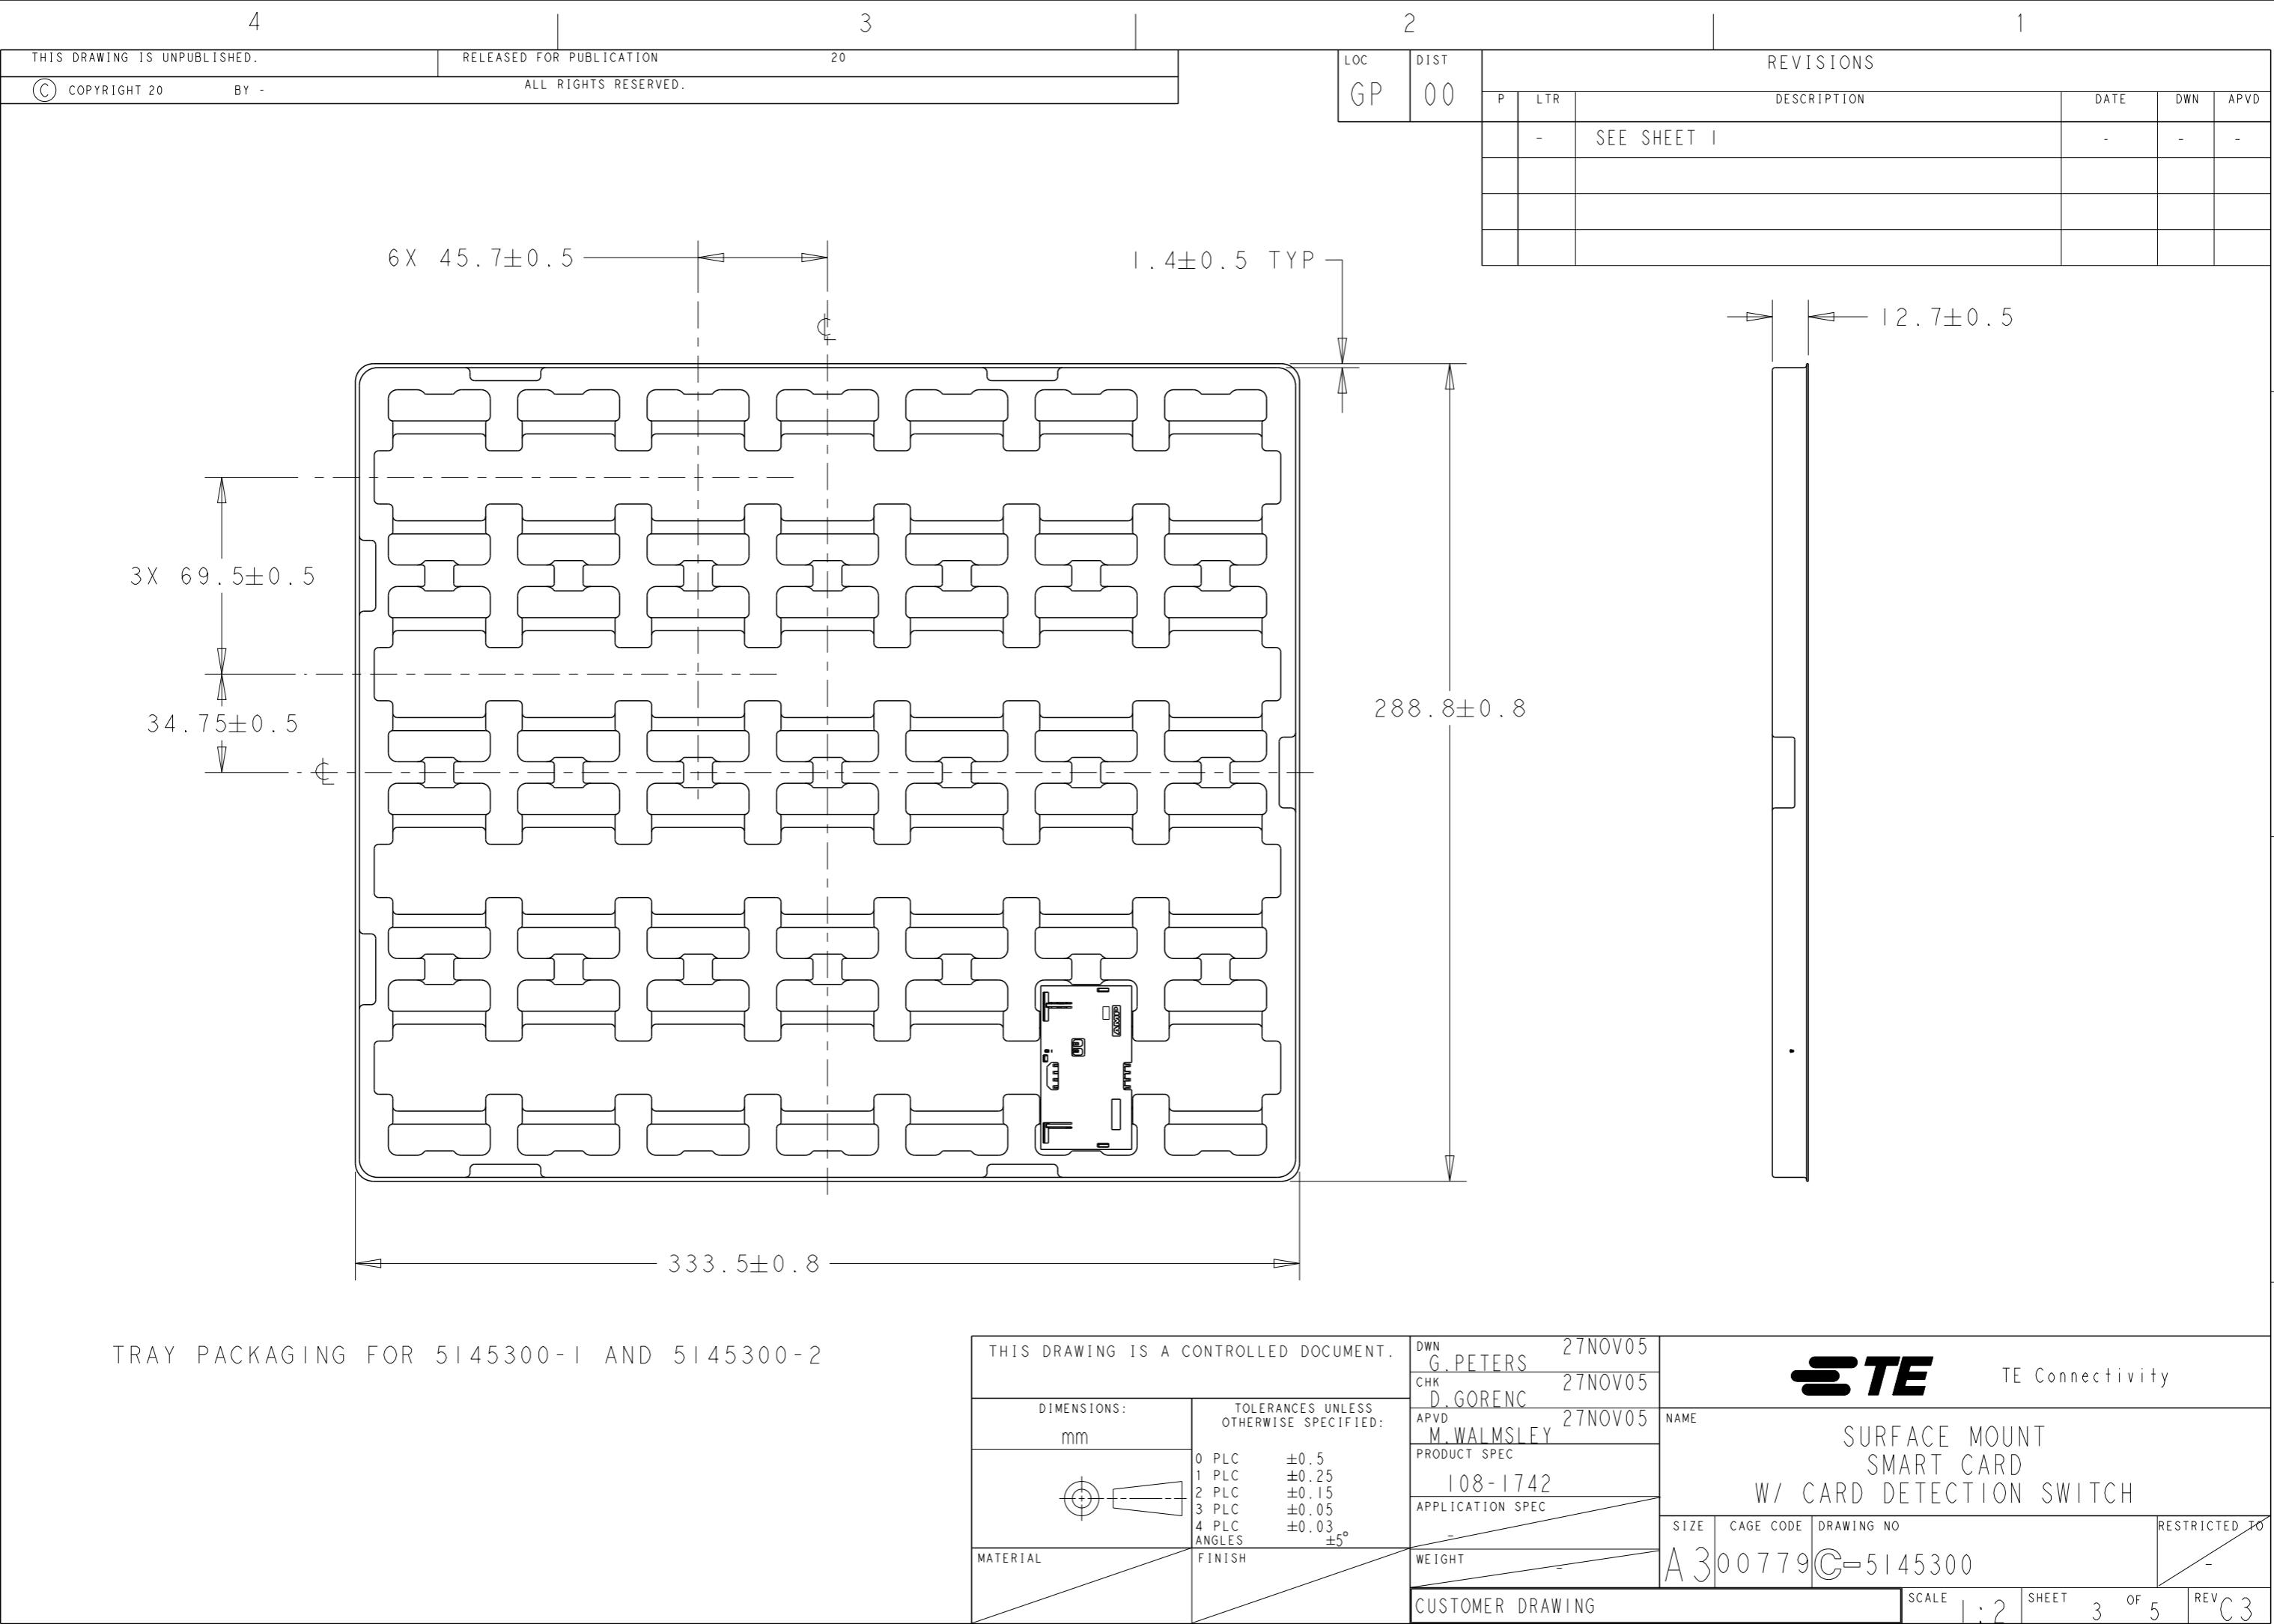 4 3 2 1
THIS DRAWING IS UNPUBLISHED. RELEASED FOR PUBLICATION 20
© COPYRIGHT 20 BY - ALL RIGHTS RESERVED.
LOC DIST
GP 00
REVISIONS
P LTR DESCRIPTION DATE DWN APVD
- SEE SHEET 1 - - -
6X 45.7±0.5
1.4±0.5 TYP
12.7±0.5
℄
3X 69.5±0.5
34.75±0.5
℄
288.8±0.8
AMP
333.5±0.8
TRAY PACKAGING FOR 5145300-1 AND 5145300-2
THIS DRAWING IS A CONTROLLED DOCUMENT.
DIMENSIONS:
mm
TOLERANCES UNLESS
OTHERWISE SPECIFIED:
0 PLC ±0.5
1 PLC ±0.25
2 PLC ±0.15
3 PLC ±0.05
4 PLC ±0.03
ANGLES ±5°
MATERIAL
FINISH
DWN 27NOV05
G.PETERS
CHK 27NOV05
D.GORENC
APVD 27NOV05
M.WALMSLEY
PRODUCT SPEC
108-1742
APPLICATION SPEC
-
WEIGHT
-
CUSTOMER DRAWING
TE TE Connectivity
NAME
SURFACE MOUNT
SMART CARD
W/ CARD DETECTION SWITCH
SIZE CAGE CODE DRAWING NO RESTRICTED TO
A3 00779 C-5145300 -
SCALE 1:2 SHEET 3 OF 5 REV C3